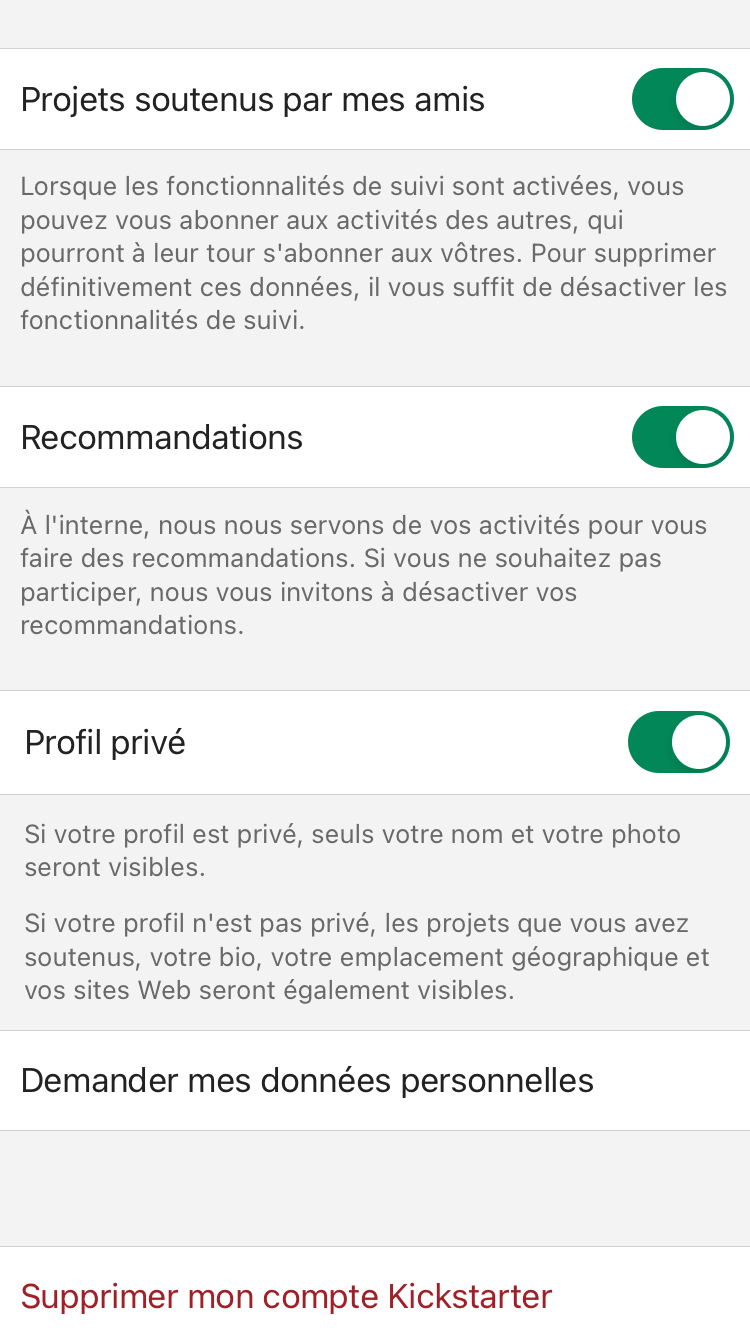 Projets soutenus par mes amis
Lorsque les fonctionnalités de suivi sont activées, vous
pouvez vous abonner aux activités des autres, qui
pourront à leur tour s'abonner aux vôtres. Pour supprimer
définitivement ces données, il vous suffit de désactiver les
fonctionnalités de suivi.
Recommandations
À l'interne, nous nous servons de vos activités pour vous
faire des recommandations. Si vous ne souhaitez pas
participer, nous vous invitons à désactiver vos
recommandations.
Profil privé
Si votre profil est privé, seuls votre nom et votre photo
seront visibles.
Si votre profil n'est pas privé, les projets que vous avez
soutenus, votre bio, votre emplacement géographique et
vos sites Web seront également visibles.
Demander mes données personnelles
Supprimer mon compte Kickstarter